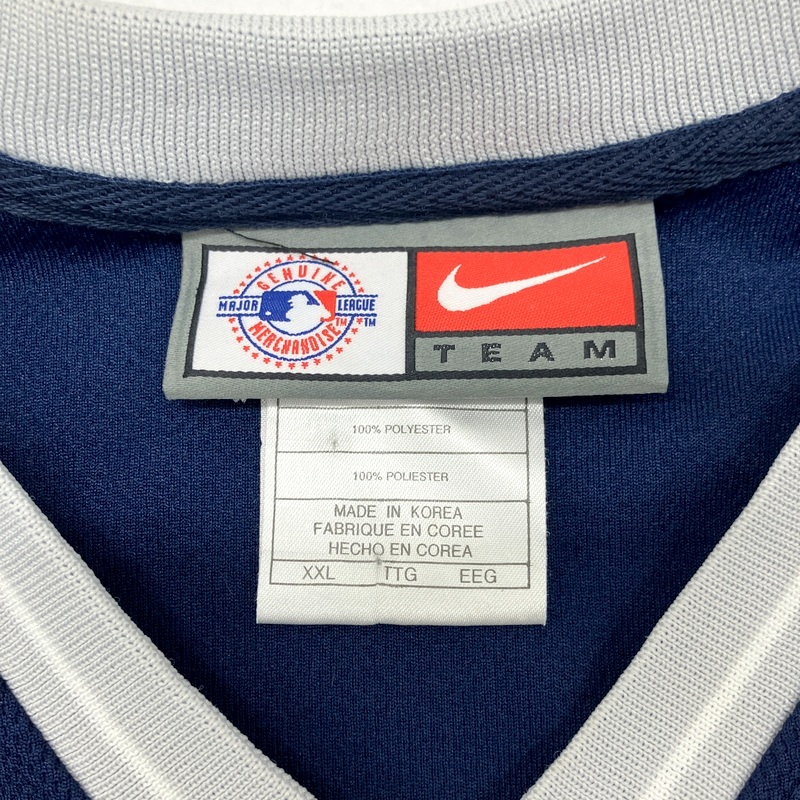 GENUINE
MAJOR LEAGUE
MERCHANDISE™ ™
TEAM
100% POLYESTER
100% POLIESTER
MADE IN KOREA
FABRIQUE EN COREE
HECHO EN COREA
XXL TTG EEG